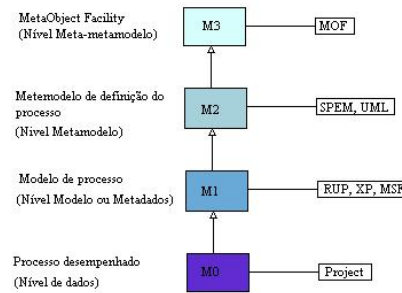 MetaObject Facility
(Nível Meta-metamodelo)
M3
MOF
Metemodelo de definição do
processo
(Nivel Metamodelo)
M2
SPEM, UML
Modelo de processo
(Nível Modelo ou Metadados)
M1
RUP, XP, MSF
Processo desempenhado
(Nível de dados)
M0
Project